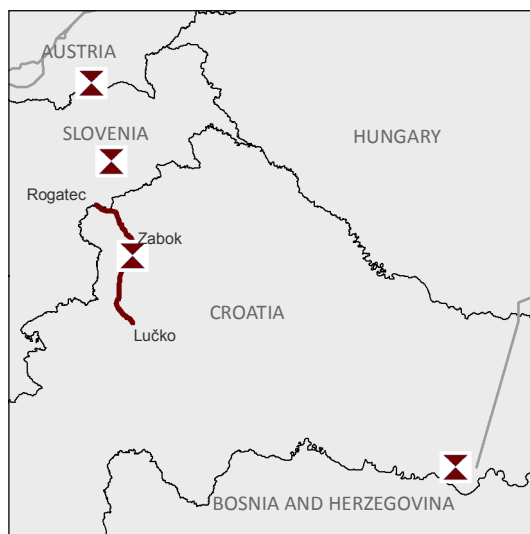 AUSTRIA
SLOVENIA
HUNGARY
Rogatec
Zabok
CROATIA
Lučko
BOSNIA AND HERZEGOVINA